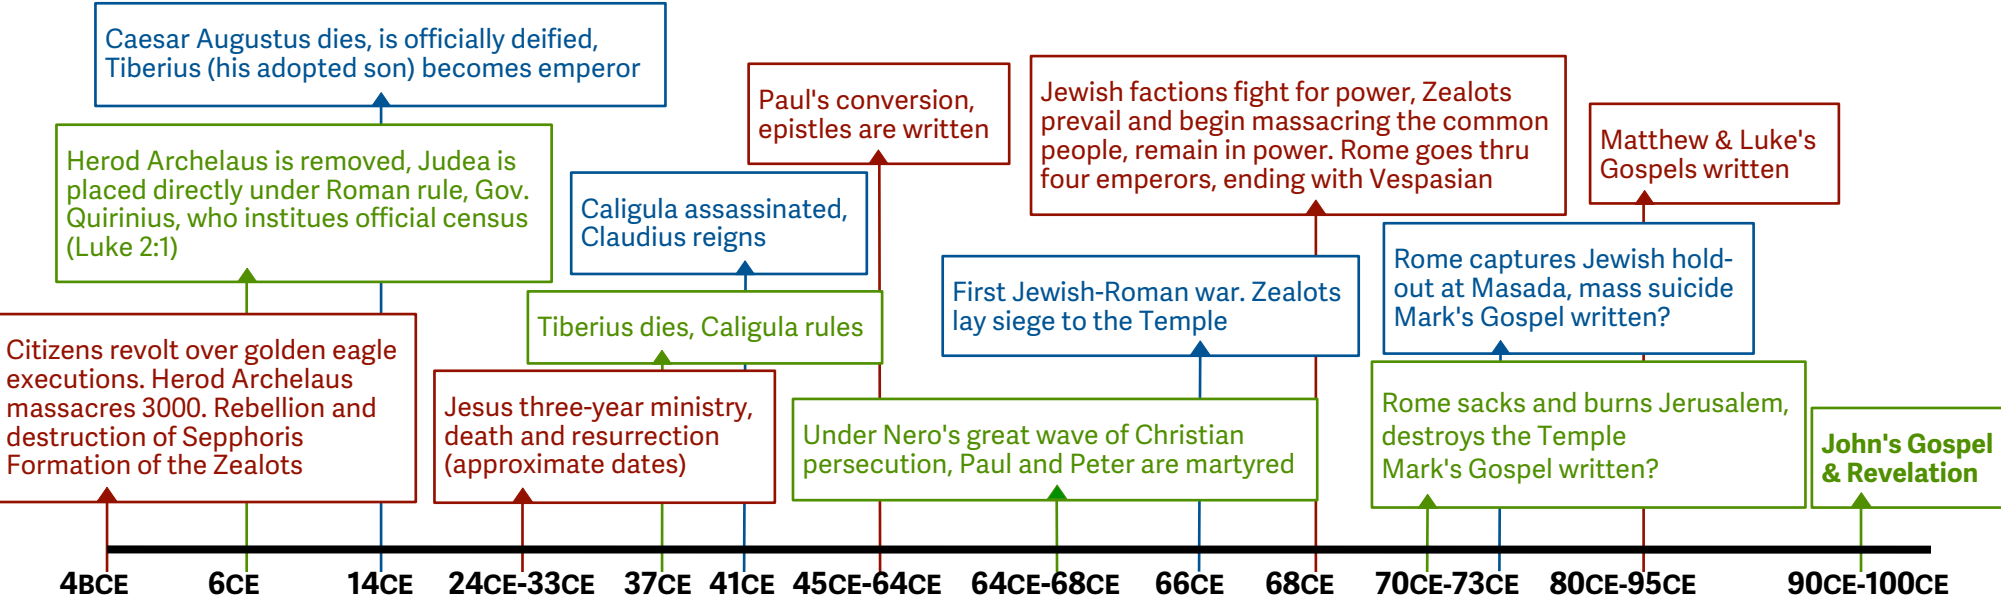 Caesar Augustus dies, is officially deified,
Tiberius (his adopted son) becomes emperor
Herod Archelaus is removed, Judea is
placed directly under Roman rule, Gov.
Quirinius, who institues official census
(Luke 2:1)
Citizens revolt over golden eagle
executions. Herod Archelaus
massacres 3000. Rebellion and
destruction of Sepphoris
Formation of the Zealots
Jesus three-year ministry,
death and resurrection
(approximate dates)
Tiberius dies, Caligula rules
Caligula assassinated,
Claudius reigns
Paul's conversion,
epistles are written
Under Nero's great wave of Christian
persecution, Paul and Peter are martyred
First Jewish-Roman war. Zealots
lay siege to the Temple
Jewish factions fight for power, Zealots
prevail and begin massacring the common
people, remain in power. Rome goes thru
four emperors, ending with Vespasian
Rome sacks and burns Jerusalem,
destroys the Temple
Mark's Gospel written?
Rome captures Jewish hold-
out at Masada, mass suicide
Mark's Gospel written?
Matthew & Luke's
Gospels written
John's Gospel
& Revelation
4BCE
6CE
14CE
24CE-33CE
37CE
41CE
45CE-64CE
64CE-68CE
66CE
68CE
70CE-73CE
80CE-95CE
90CE-100CE